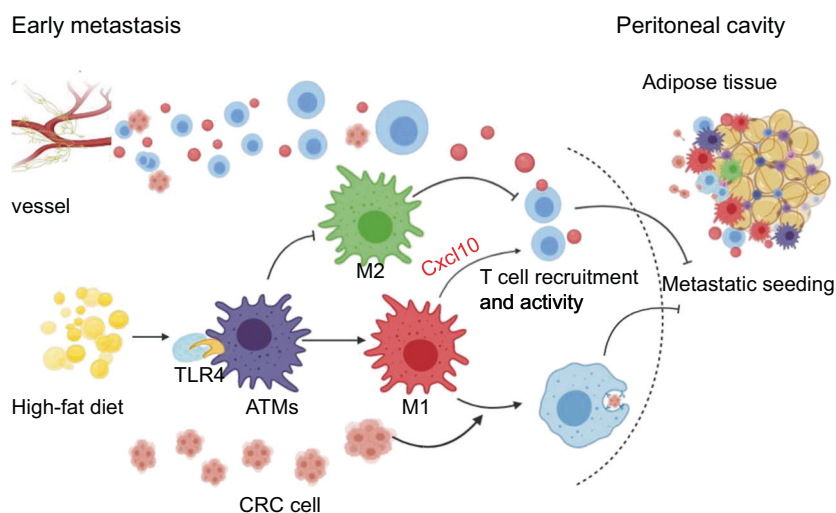 Early metastasis
Peritoneal cavity
Adipose tissue
vessel
M2
Cxcl10
T cell recruitment
and activity
Metastatic seeding
TLR4
High-fat diet
ATMs
M1
CRC cell